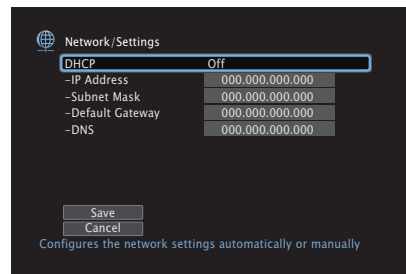 Network/Settings
DHCP Off
–IP Address 000.000.000.000
–Subnet Mask 000.000.000.000
–Default Gateway 000.000.000.000
–DNS 000.000.000.000
Save
Cancel
Configures the network settings automatically or manually